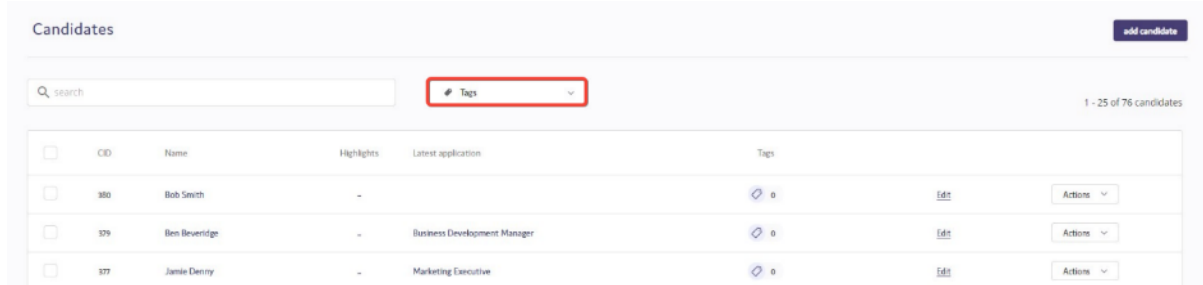 Candidates
add candidate
search
Tags
1 - 25 of 76 candidates
CID Name Highlights Latest application Tags
380 Bob Smith - 0 Edit Actions
379 Ben Beveridge - Business Development Manager 0 Edit Actions
377 Jamie Denny - Marketing Executive 0 Edit Actions